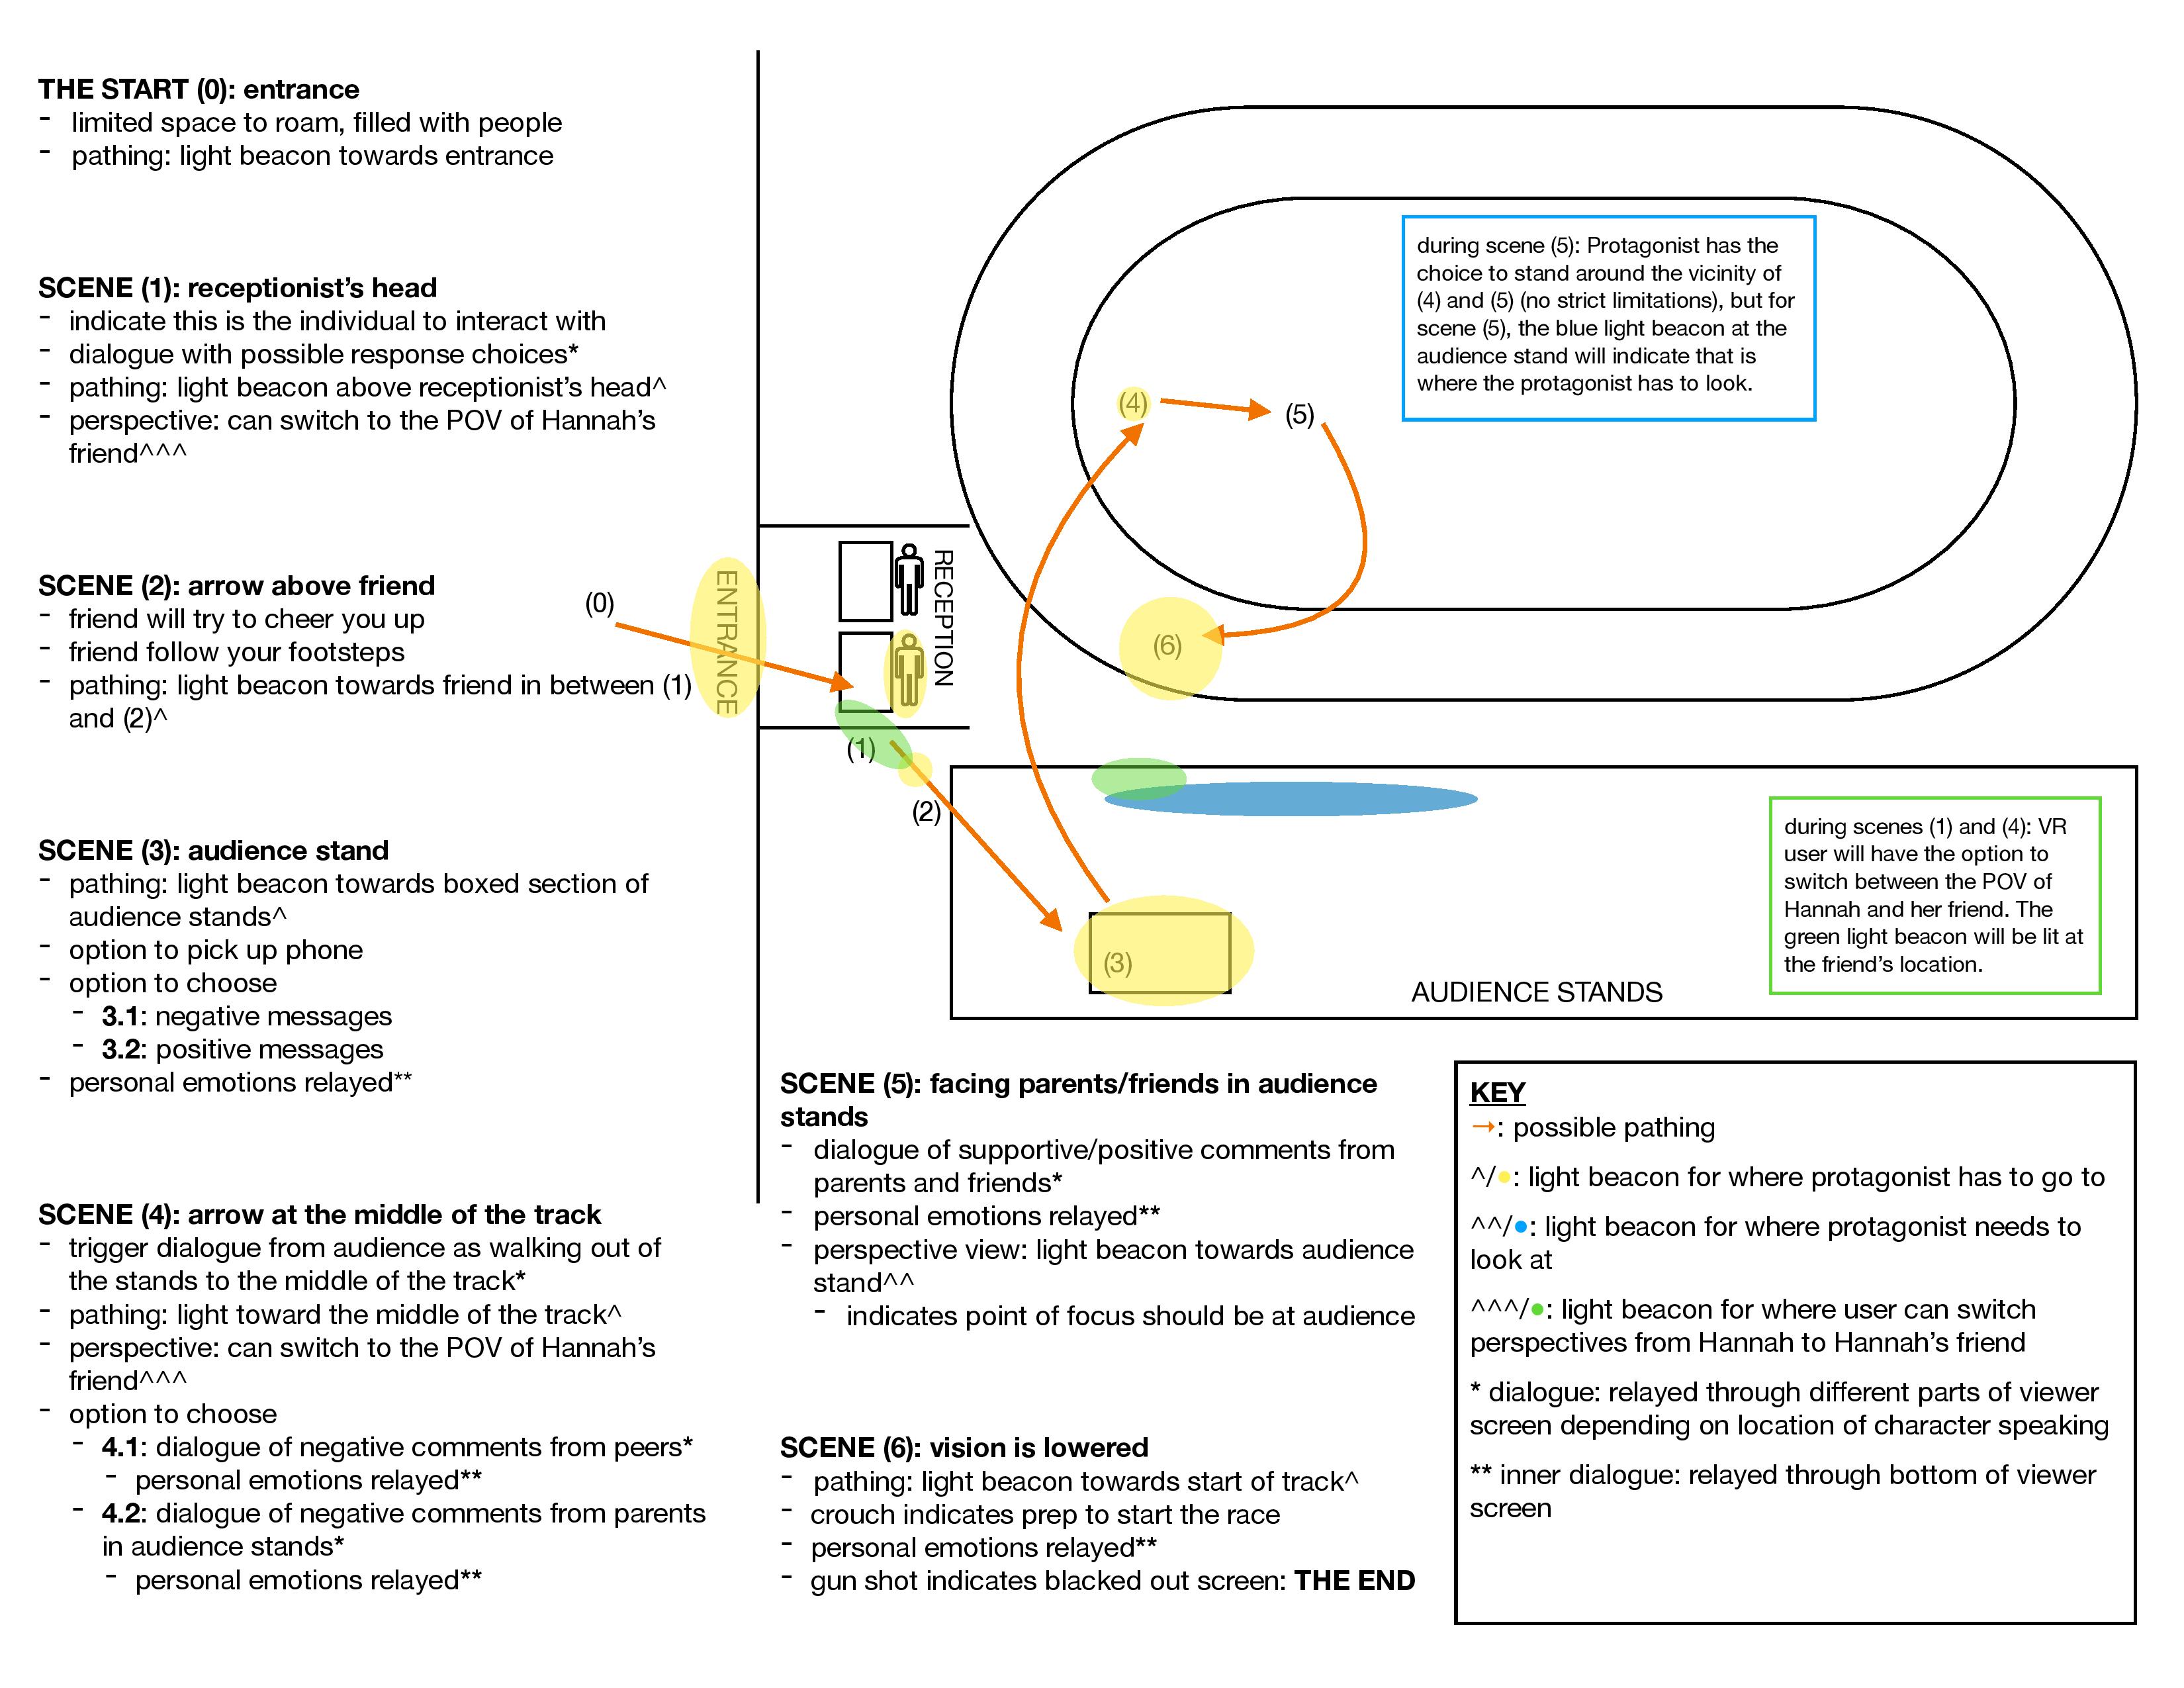 THE START (0): entrance
- limited space to roam, filled with people
- pathing: light beacon towards entrance
SCENE (1): receptionist's head
- indicate this is the individual to interact with
- dialogue with possible response choices*
- pathing: light beacon above receptionist's head^
- perspective: can switch to the POV of Hannah's
friend^^^
SCENE (2): arrow above friend
- friend will try to cheer you up
- friend follow your footsteps
- pathing: light beacon towards friend in between (1)
and (2)^
SCENE (3): audience stand
- pathing: light beacon towards boxed section of
audience stands^
- option to pick up phone
- option to choose
- 3.1: negative messages
- 3.2: positive messages
- personal emotions relayed**
SCENE (4): arrow at the middle of the track
- trigger dialogue from audience as walking out of
the stands to the middle of the track*
- pathing: light toward the middle of the track^
- perspective: can switch to the POV of Hannah's
friend^^^
- option to choose
- 4.1: dialogue of negative comments from peers*
- personal emotions relayed**
- 4.2: dialogue of negative comments from parents
in audience stands*
- personal emotions relayed**
(0)
ENTRANCE
RECEPTION
(1)
(2)
(3)
(4)
(5)
(6)
during scene (5): Protagonist has the
choice to stand around the vicinity of
(4) and (5) (no strict limitations), but for
scene (5), the blue light beacon at the
audience stand will indicate that is
where the protagonist has to look.
during scenes (1) and (4): VR
user will have the option to
switch between the POV of
Hannah and her friend. The
green light beacon will be lit at
the friend's location.
AUDIENCE STANDS
SCENE (5): facing parents/friends in audience
stands
- dialogue of supportive/positive comments from
parents and friends*
- personal emotions relayed**
- perspective view: light beacon towards audience
stand^^
- indicates point of focus should be at audience
SCENE (6): vision is lowered
- pathing: light beacon towards start of track^
- crouch indicates prep to start the race
- personal emotions relayed**
- gun shot indicates blacked out screen: THE END
KEY
→: possible pathing
^/●: light beacon for where protagonist has to go to
^^/●: light beacon for where protagonist needs to
look at
^^^/●: light beacon for where user can switch
perspectives from Hannah to Hannah's friend
* dialogue: relayed through different parts of viewer
screen depending on location of character speaking
** inner dialogue: relayed through bottom of viewer
screen